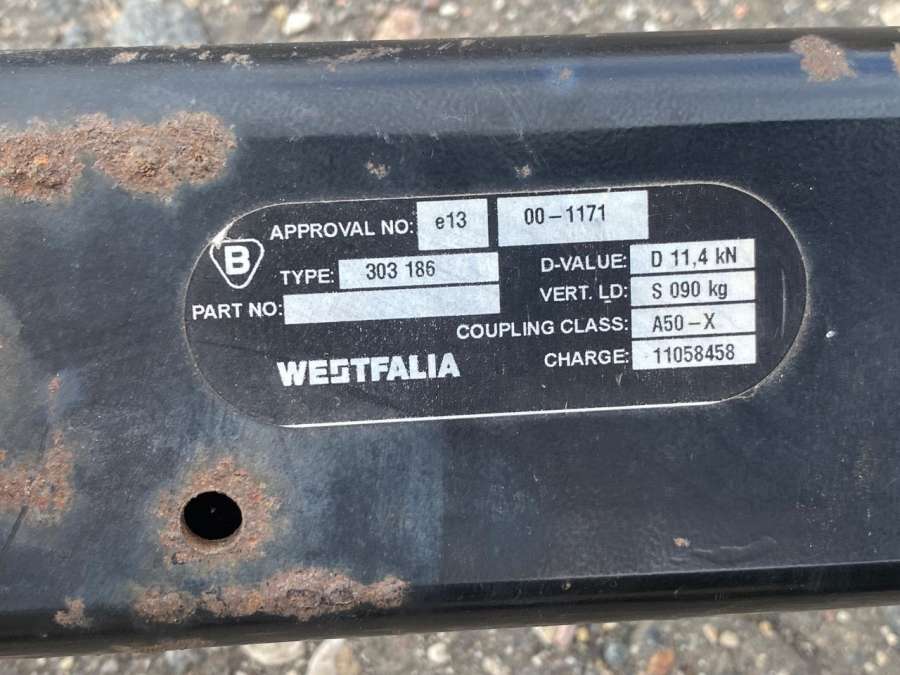 APPROVAL NO: e13 00-1171
B
TYPE: 303 186
PART NO:
D-VALUE: D 11,4 kN
VERT. LD: S 090 kg
COUPLING CLASS: A50-X
WESTFALIA
CHARGE: 11058458